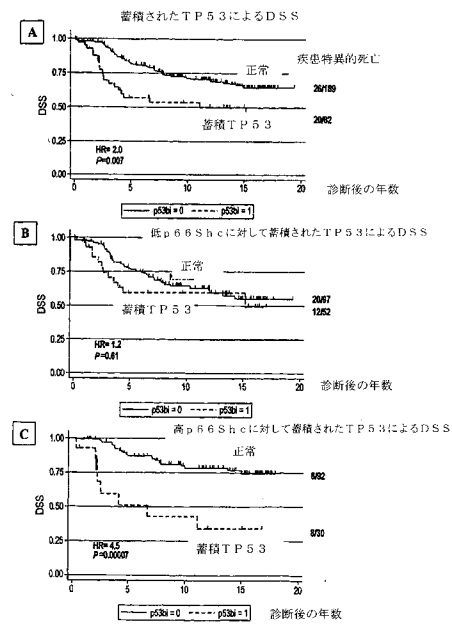 蓄積されたTP53によるDSS
A
1.00
0.75
0.50
0.25
0.00
DSS
正常
疾患特異的死亡
26/189
蓄積TP53
20/82
HR= 2.0
P=0.007
0 5 10 15 20
診断後の年数
p53bi = 0 p53bi = 1
B
低p66Shcに対して蓄積されたTP53によるDSS
1.00
0.75
0.50
0.25
0.00
DSS
正常
20/97
12/52
蓄積TP53
HR= 1.2
P=0.61
0 5 10 15 20
診断後の年数
p53bi = 0 p53bi = 1
C
高p66Shcに対して蓄積されたTP53によるDSS
1.00
0.75
0.50
0.25
0.00
DSS
正常
6/92
8/30
蓄積TP53
HR= 4.5
P=0.00007
0 5 10 15 20
p53bi = 0 p53bi = 1
診断後の年数